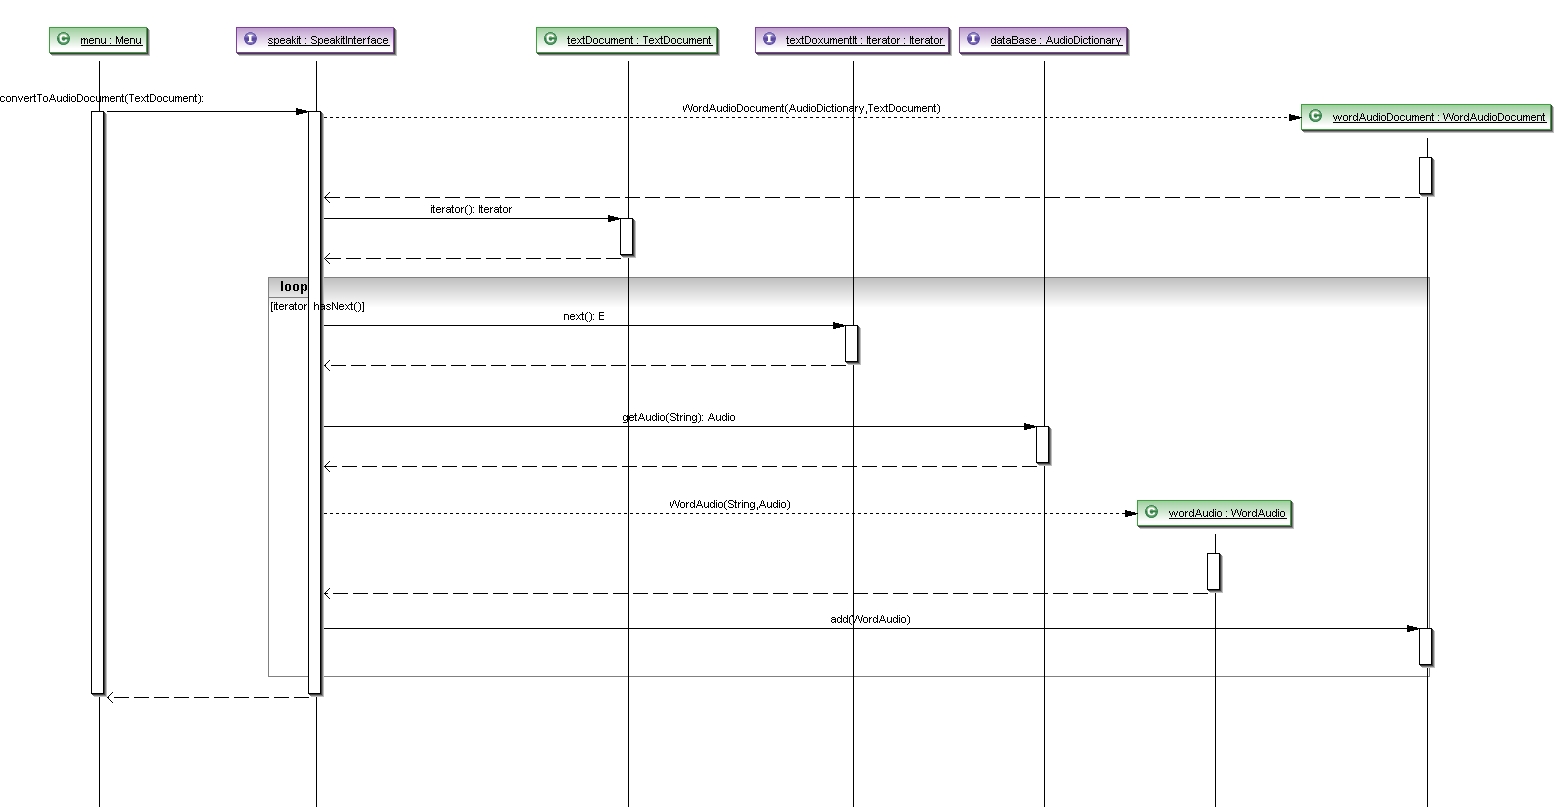 menu : Menu
speakit : SpeakitInterface
textDocument : TextDocument
textDoxumentIt : Iterator : Iterator
dataBase : AudioDictionary
convertToAudioDocument(TextDocument):
WordAudioDocument(AudioDictionary,TextDocument)
wordAudioDocument : WordAudioDocument
iterator(): Iterator
loop
[iterator hasNext()]
next(): E
getAudio(String): Audio
WordAudio(String,Audio)
wordAudio : WordAudio
add(WordAudio)